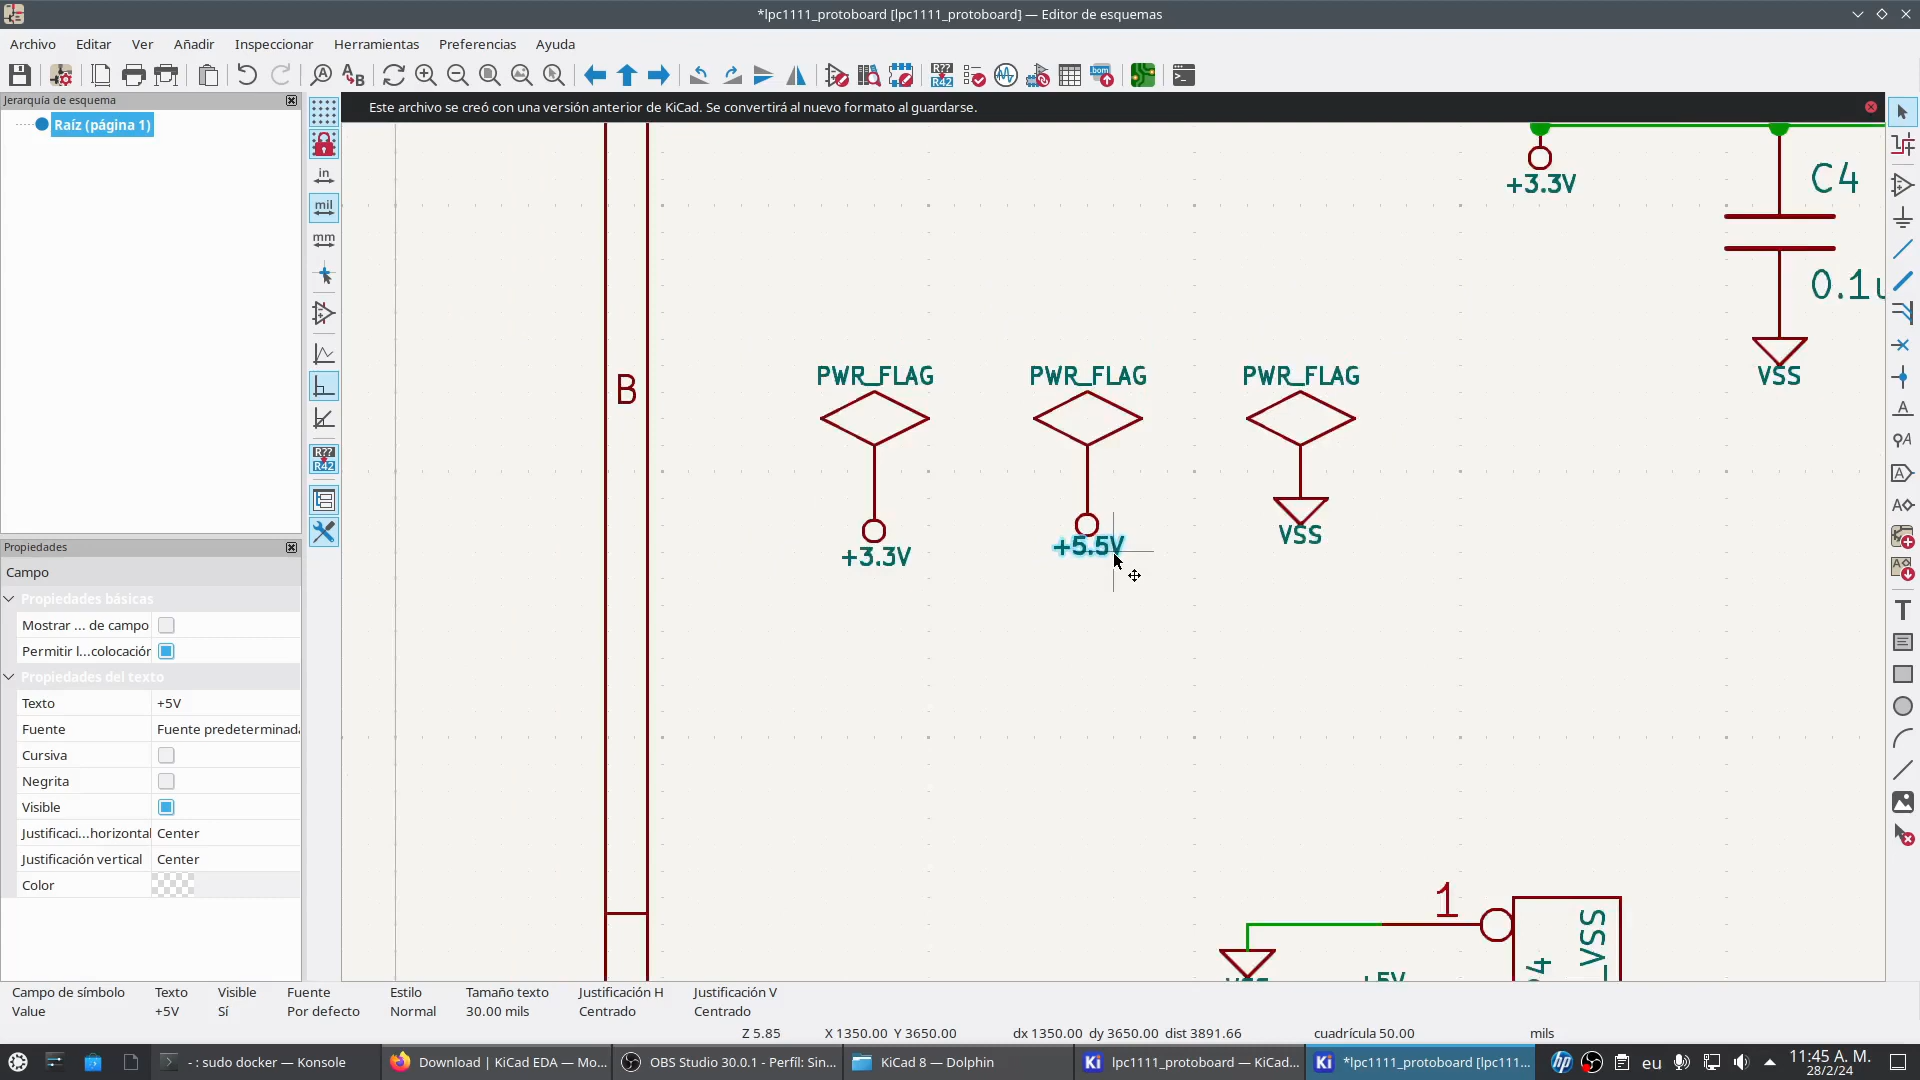 *lpc1111_protoboard [lpc1111_protoboard] — Editor de esquemas
Archivo Editar Ver Añadir Inspeccionar Herramientas Preferencias Ayuda
Jerarquía de esquema
Raíz (página 1)
Este archivo se creó con una versión anterior de KiCad. Se convertirá al nuevo formato al guardarse.
in
mil
mm
R??
R42
+3.3V
C4
0.1u
VSS
B
PWR_FLAG PWR_FLAG PWR_FLAG
+3.3V
+5.5V
VSS
1
_VSS
+5V
Propiedades
Campo
Propiedades básicas
Mostrar ... de campo
Permitir l...colocación
Propiedades del texto
Texto +5V
Fuente Fuente predeterminada
Cursiva
Negrita
Visible
Justificaci...horizontal Center
Justificación vertical Center
Color
Campo de símbolo Texto Visible Fuente Estilo Tamaño texto Justificación H Justificación V
Value +5V Sí Por defecto Normal 30.00 mils Centrado Centrado
Z 5.85 X 1350.00 Y 3650.00 dx 1350.00 dy 3650.00 dist 3891.66 cuadrícula 50.00 mils
- : sudo docker — Konsole
Download | KiCad EDA — Mo...
OBS Studio 30.0.1 - Perfil: Sin...
KiCad 8 — Dolphin
lpc1111_protoboard — KiCad...
*lpc1111_protoboard [lpc111...
eu
11:45 A. M.
28/2/24